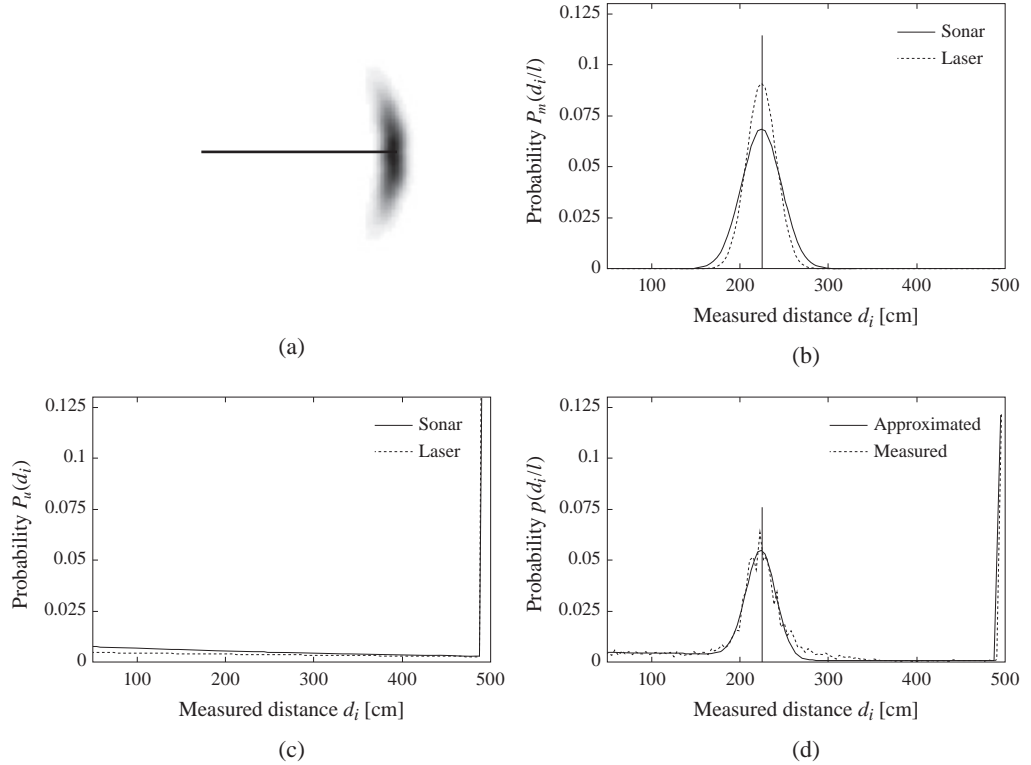 (a)
0.125
0.1
0.075
0.05
0.025
0
Probability P_m(d_i/l)
Sonar
Laser
100 200 300 400 500
Measured distance d_i [cm]
(b)
0.125
0.1
0.075
0.05
0.025
0
Probability P_u(d_i)
Sonar
Laser
100 200 300 400 500
Measured distance d_i [cm]
(c)
0.125
0.1
0.075
0.05
0.025
0
Probability p(d_i/l)
Approximated
Measured
100 200 300 400 500
Measured distance d_i [cm]
(d)